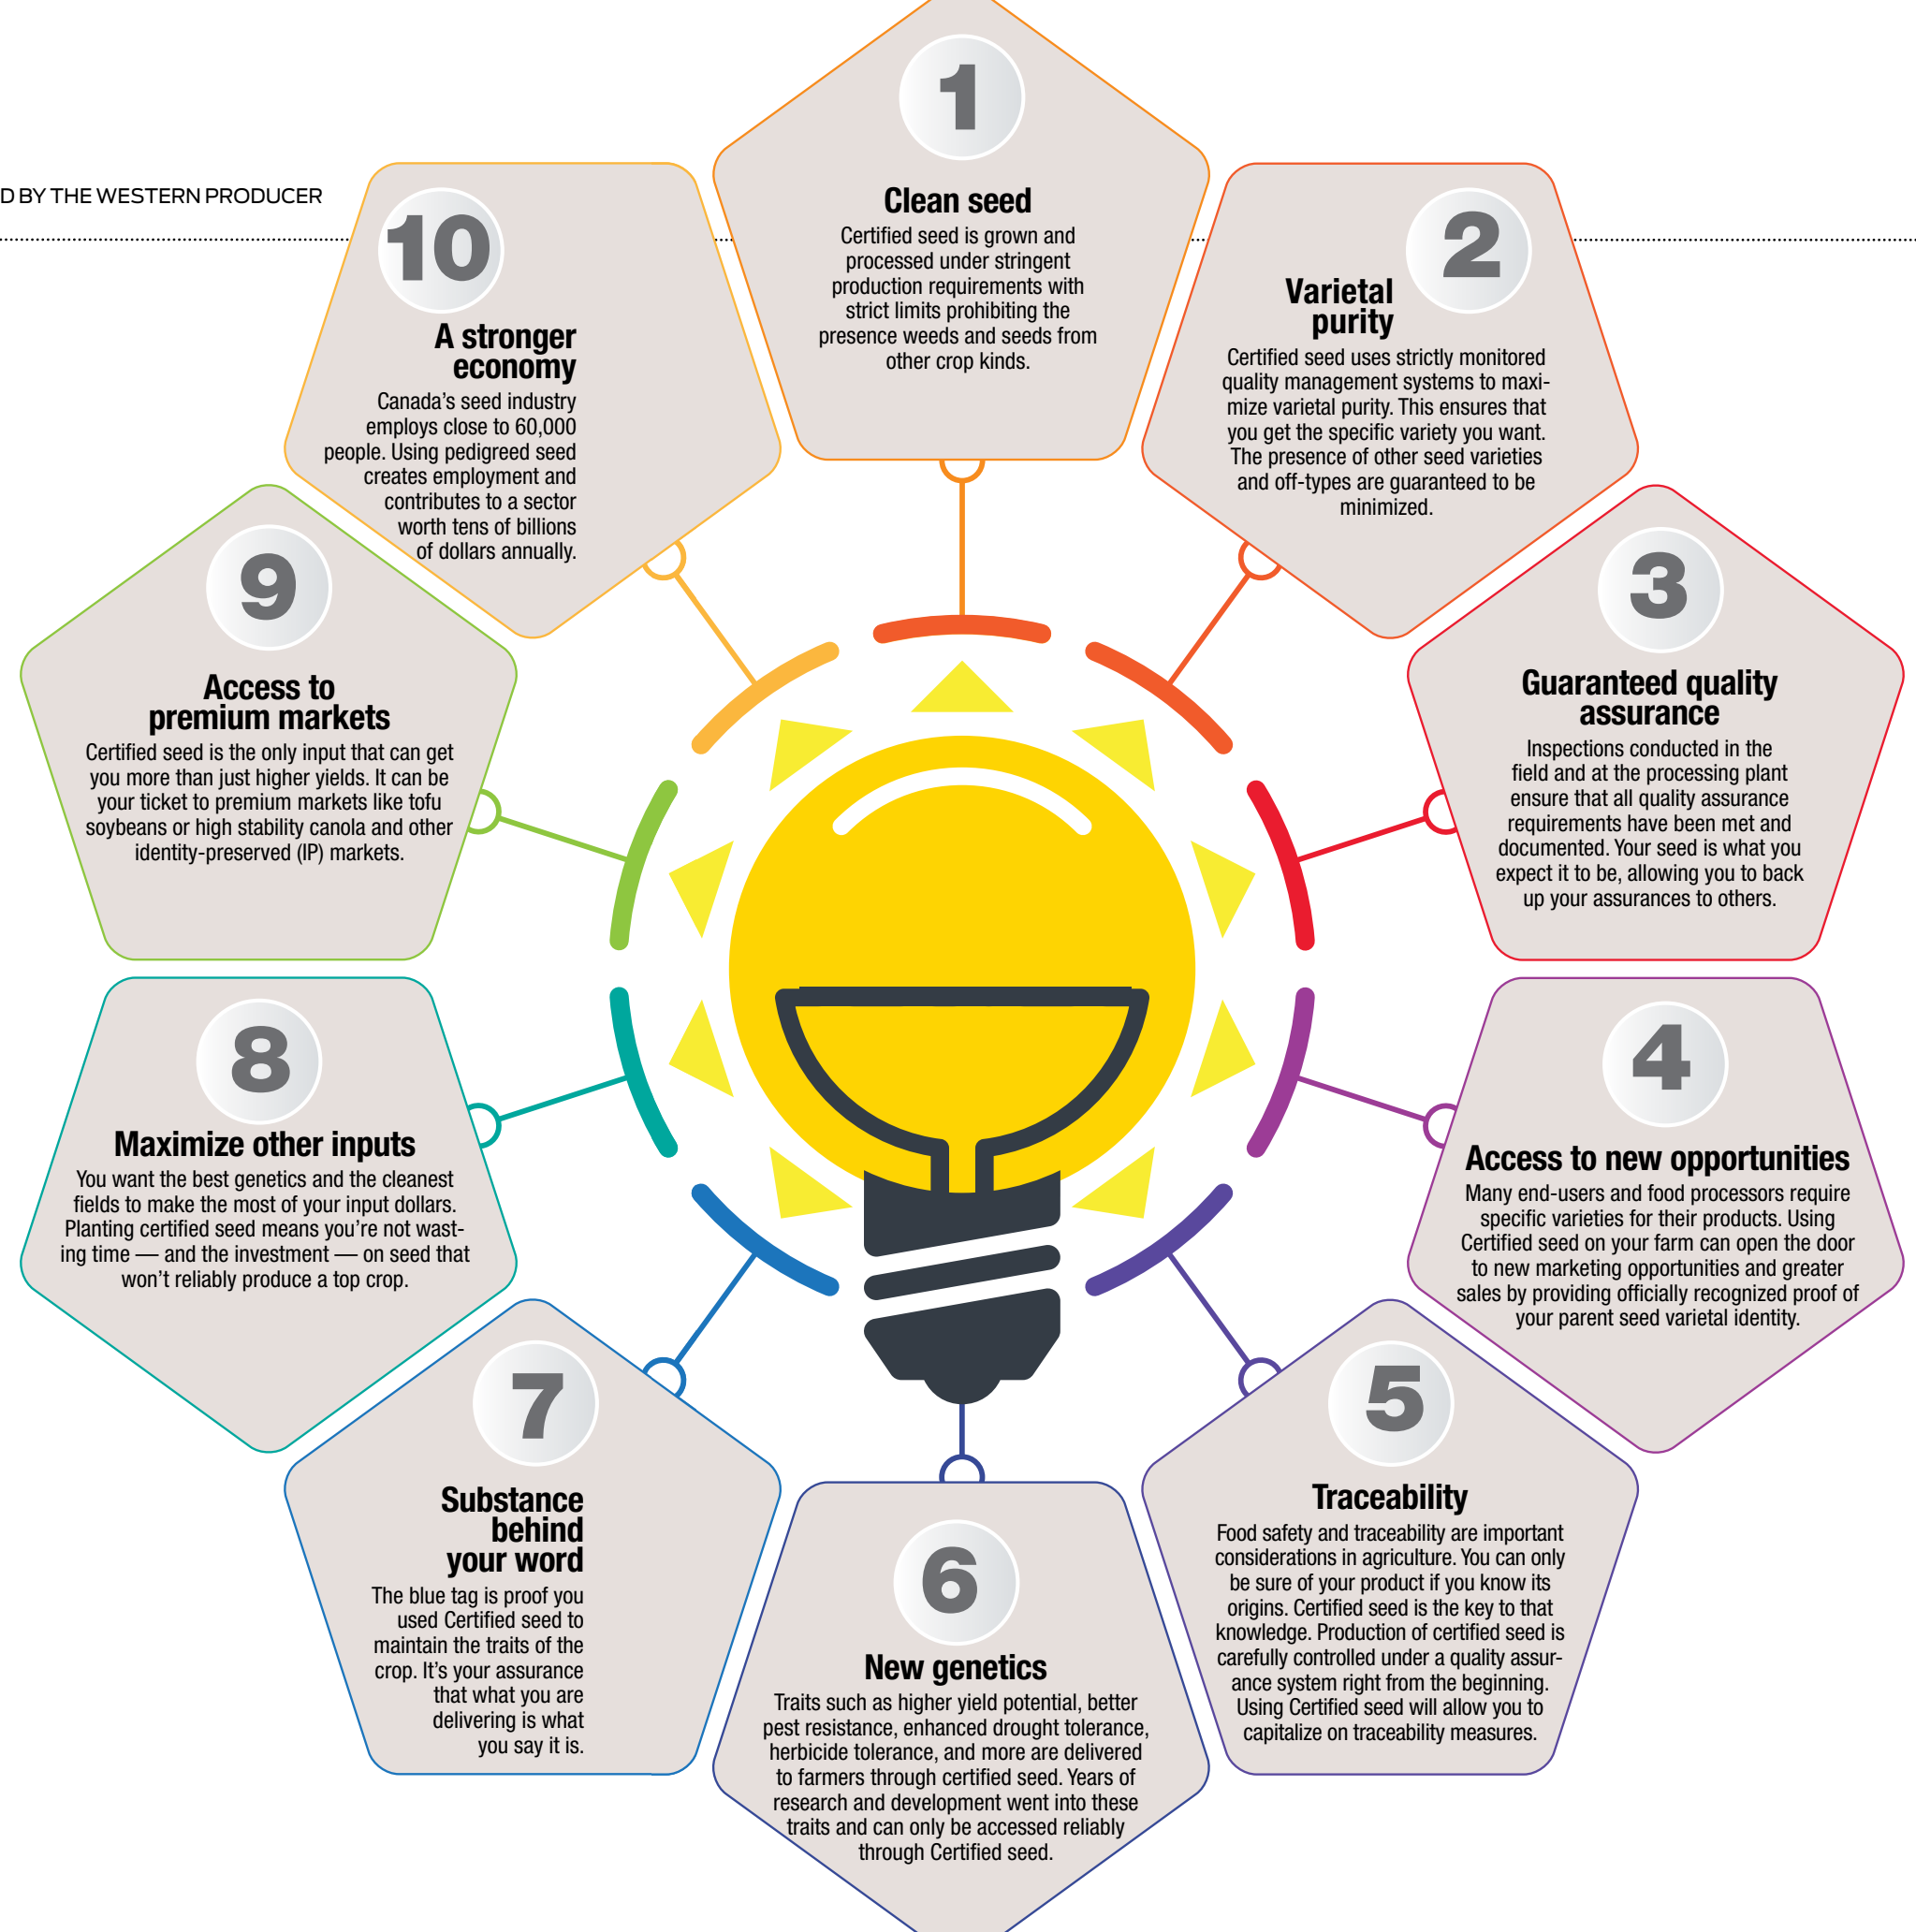 D BY THE WESTERN PRODUCER
1
Clean seed
Certified seed is grown and
processed under stringent
production requirements with
strict limits prohibiting the
presence weeds and seeds from
other crop kinds.
2
Varietal
purity
Certified seed uses strictly monitored
quality management systems to maxi-
mize varietal purity. This ensures that
you get the specific variety you want.
The presence of other seed varieties
and off-types are guaranteed to be
minimized.
3
Guaranteed quality
assurance
Inspections conducted in the
field and at the processing plant
ensure that all quality assurance
requirements have been met and
documented. Your seed is what you
expect it to be, allowing you to back
up your assurances to others.
4
Access to new opportunities
Many end-users and food processors require
specific varieties for their products. Using
Certified seed on your farm can open the door
to new marketing opportunities and greater
sales by providing officially recognized proof of
your parent seed varietal identity.
5
Traceability
Food safety and traceability are important
considerations in agriculture. You can only
be sure of your product if you know its
origins. Certified seed is the key to that
knowledge. Production of certified seed is
carefully controlled under a quality assur-
ance system right from the beginning.
Using Certified seed will allow you to
capitalize on traceability measures.
6
New genetics
Traits such as higher yield potential, better
pest resistance, enhanced drought tolerance,
herbicide tolerance, and more are delivered
to farmers through certified seed. Years of
research and development went into these
traits and can only be accessed reliably
through Certified seed.
7
Substance
behind
your word
The blue tag is proof you
used Certified seed to
maintain the traits of the
crop. It's your assurance
that what you are
delivering is what
you say it is.
8
Maximize other inputs
You want the best genetics and the cleanest
fields to make the most of your input dollars.
Planting certified seed means you're not wast-
ing time — and the investment — on seed that
won't reliably produce a top crop.
9
Access to
premium markets
Certified seed is the only input that can get
you more than just higher yields. It can be
your ticket to premium markets like tofu
soybeans or high stability canola and other
identity-preserved (IP) markets.
10
A stronger
economy
Canada's seed industry
employs close to 60,000
people. Using pedigreed seed
creates employment and
contributes to a sector
worth tens of billions
of dollars annually.